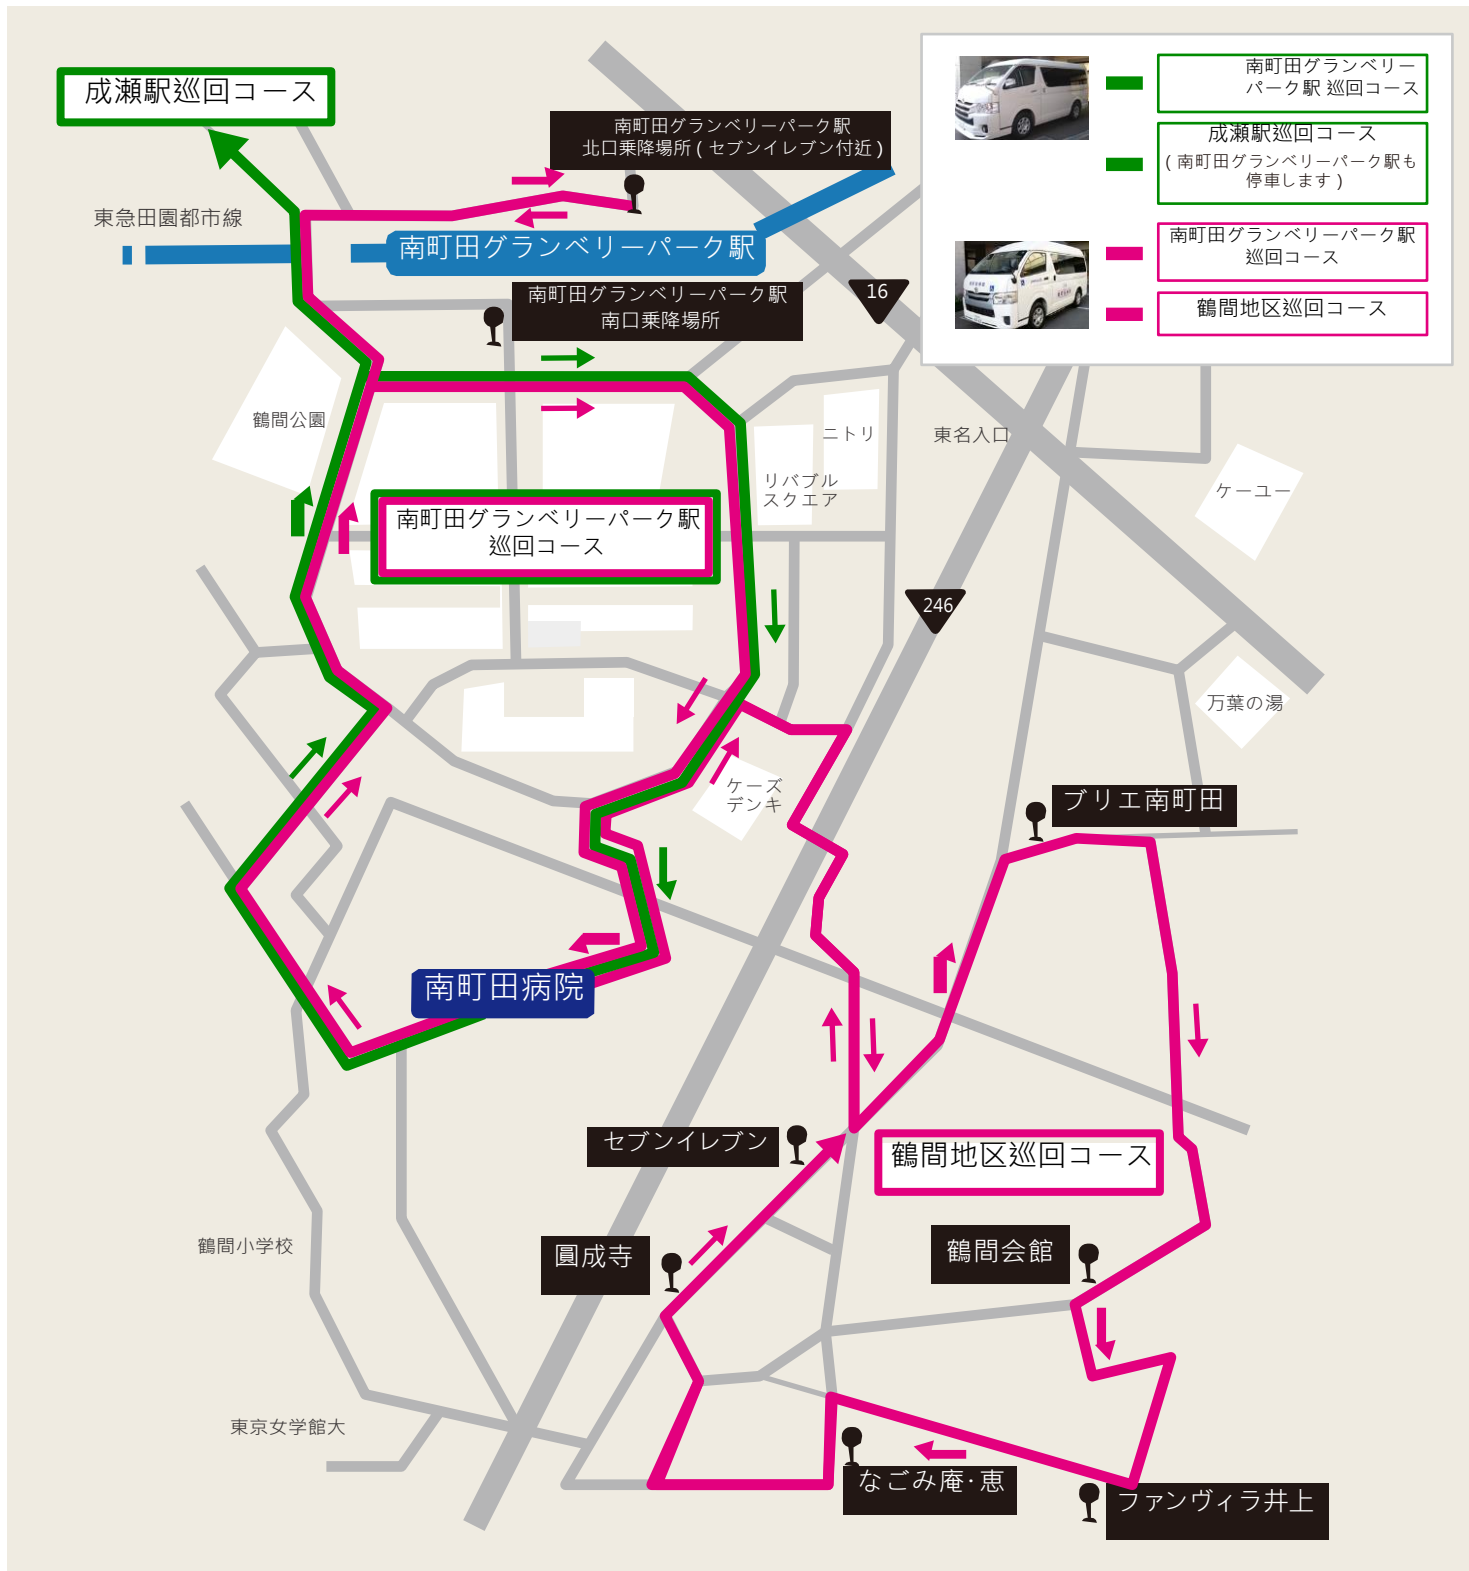 成瀬駅巡回コース
南町田グランベリーパーク駅
北口乗降場所 ( セブンイレブン付近 )
東急田園都市線
南町田グランベリーパーク駅
南町田グランベリーパーク駅
南口乗降場所
16
南町田グランベリー
パーク駅 巡回コース
成瀬駅巡回コース
( 南町田グランベリーパーク駅も
停車します )
南町田グランベリーパーク駅
巡回コース
鶴間地区巡回コース
鶴間公園
ニトリ
東名入口
リバブル
スクエア
ケーユー
南町田グランベリーパーク駅
巡回コース
246
万葉の湯
ケーズ
デンキ
ブリエ南町田
南町田病院
セブンイレブン
鶴間地区巡回コース
鶴間小学校
圓成寺
鶴間会館
東京女学館大
なごみ庵・恵
ファンヴィラ井上